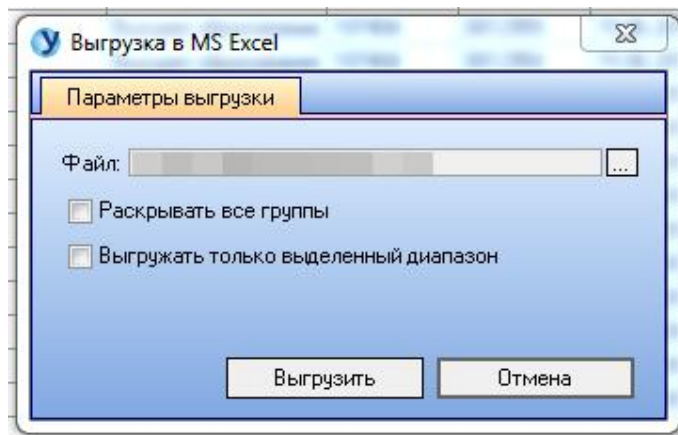 Выгрузка в MS Excel
Параметры выгрузки
Файл:
...
Раскрывать все группы
Выгружать только выделенный диапазон
Выгрузить
Отмена